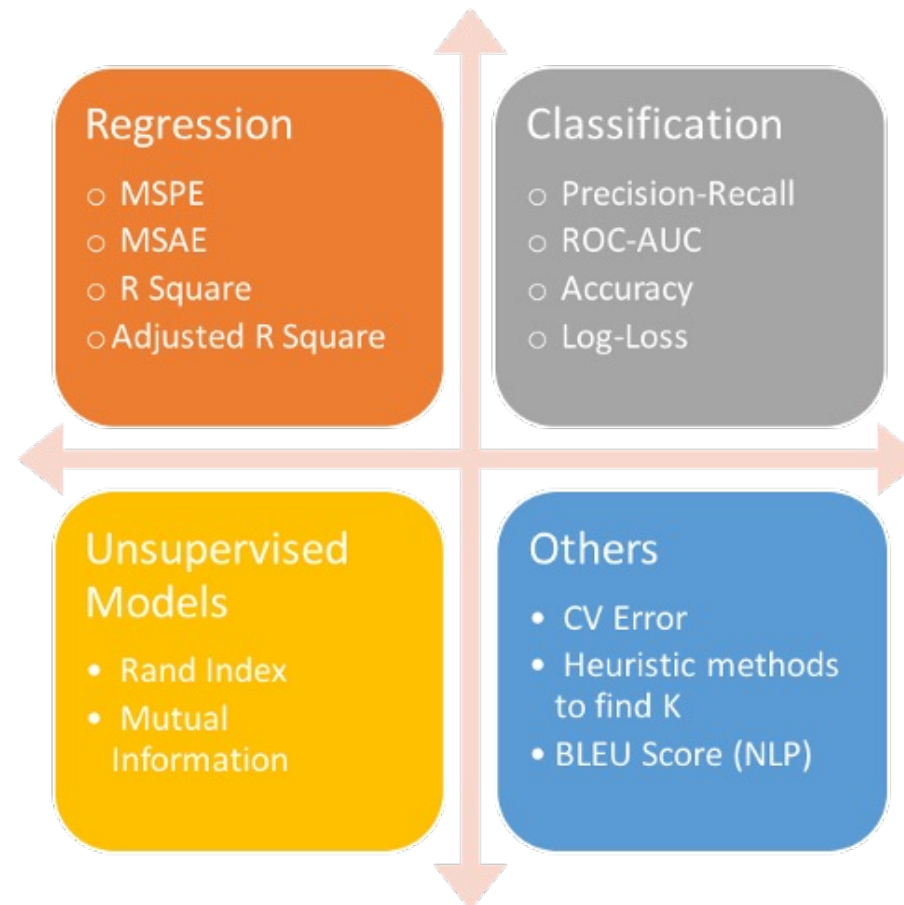 Regression
○ MSPE
○ MSAE
○ R Square
○ Adjusted R Square
Classification
○ Precision-Recall
○ ROC-AUC
○ Accuracy
○ Log-Loss
Unsupervised
Models
• Rand Index
• Mutual
Information
Others
• CV Error
• Heuristic methods
to find K
• BLEU Score (NLP)